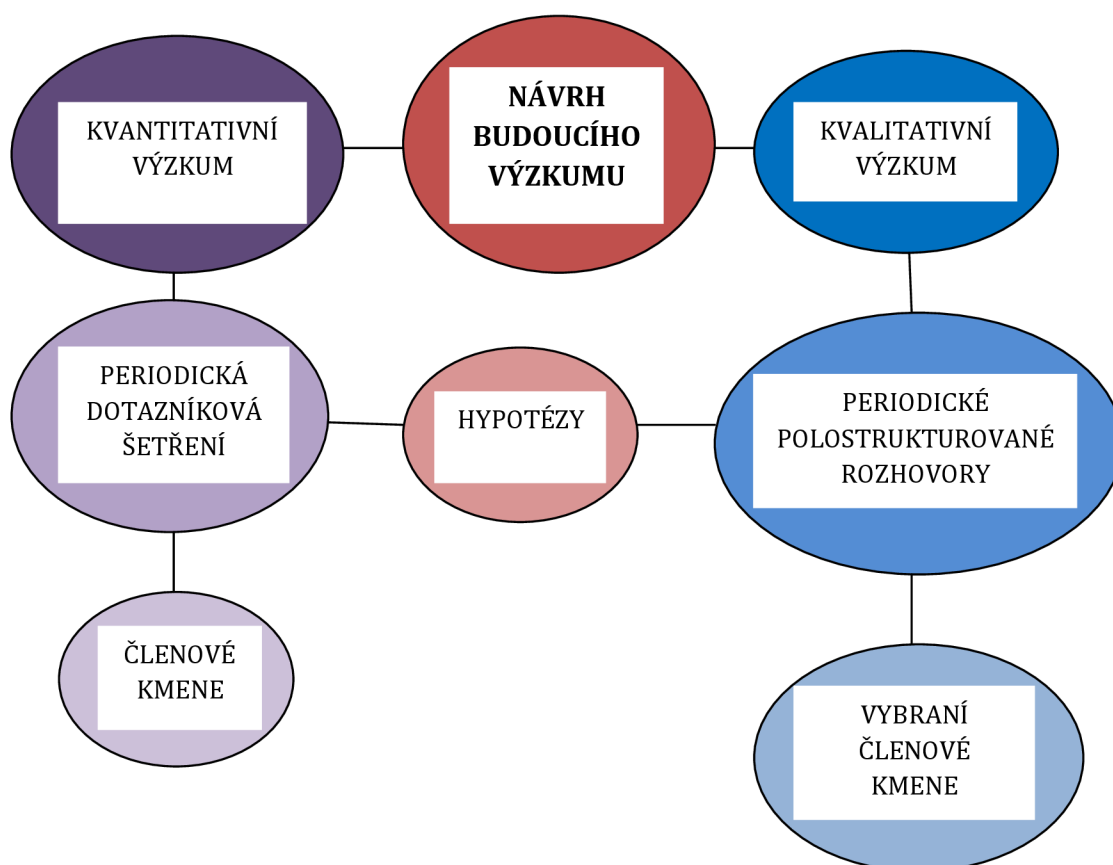 KVANTITATIVNÍ
VÝZKUM
NÁVRH
BUDOUCÍHO
VÝZKUMU
KVALITATIVNÍ
VÝZKUM
PERIODICKÁ
DOTAZNÍKOVÁ
ŠETŘENÍ
HYPOTÉZY
PERIODICKÉ
POLOSTRUKTUROVANÉ
ROZHOVORY
ČLENOVÉ
KMENE
VYBRANÍ
ČLENOVÉ
KMENE